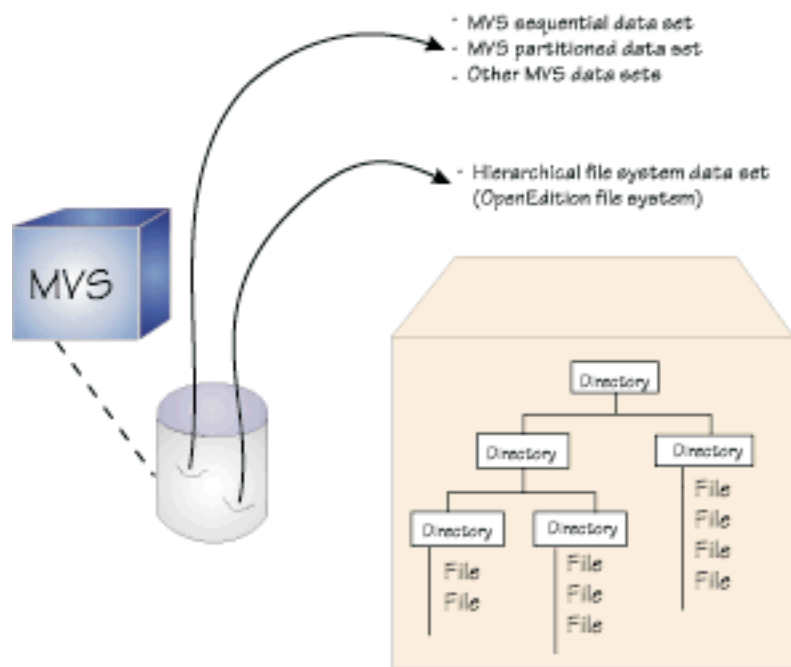 - MVS sequential data set
- MVS partitioned data set
- Other MVS data sets
- Hierarchical file system data set
(OpenEdition file system)
MVS
Directory
Directory
Directory
Directory
Directory
File
File
File
File
File
File
File
File
File